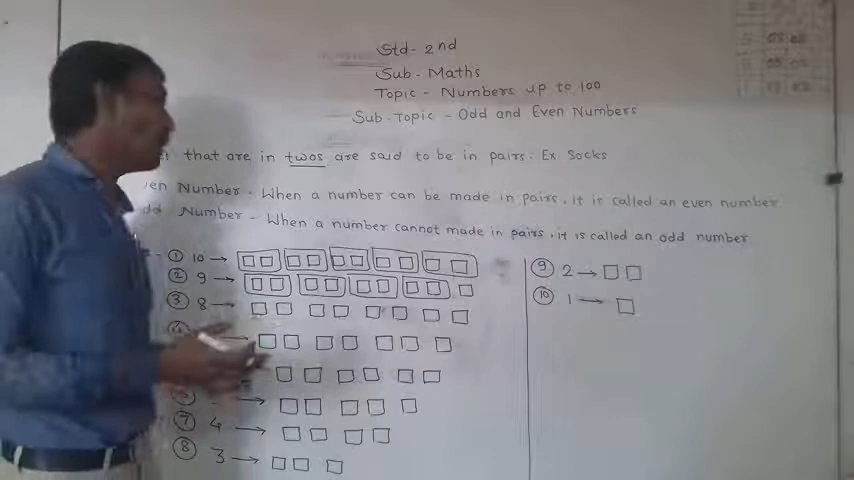 Std - 2nd
Sub - Maths
Topic - Numbers up to 100
Sub-Topic - Odd and Even Numbers
that are in twos are said to be in pairs. Ex. Socks
en Number - When a number can be made in pairs, it is called an even number
dd Number - When a number cannot made in pairs, it is called an odd number
① 10 →
② 9 →
③ 8 →
⑦ 4 →
⑧ 3 →
⑨ 2 →
⑩ 1 →